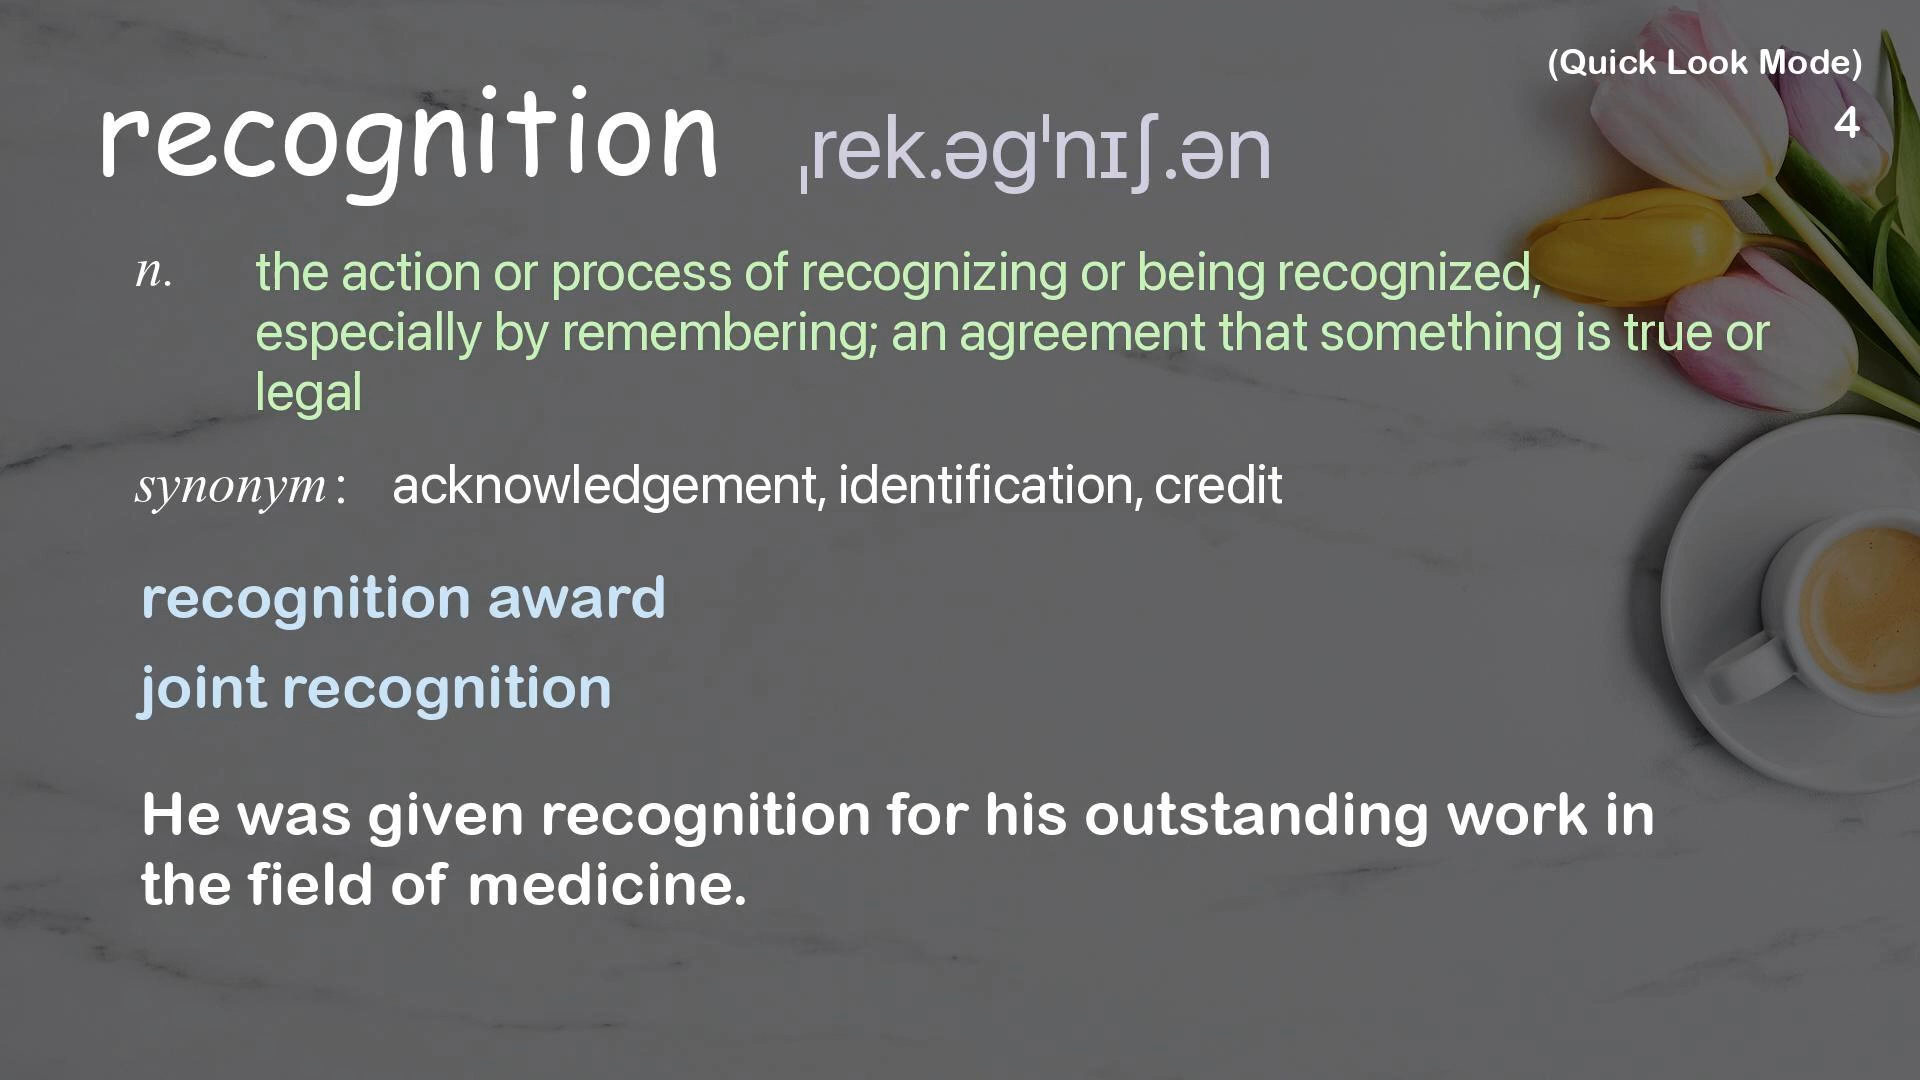 (Quick Look Mode)
4
recognition ˌrek.əgˈnɪʃ.ən
n. the action or process of recognizing or being recognized,
especially by remembering; an agreement that something is true or
legal
synonym : acknowledgement, identification, credit
recognition award
joint recognition
He was given recognition for his outstanding work in
the field of medicine.